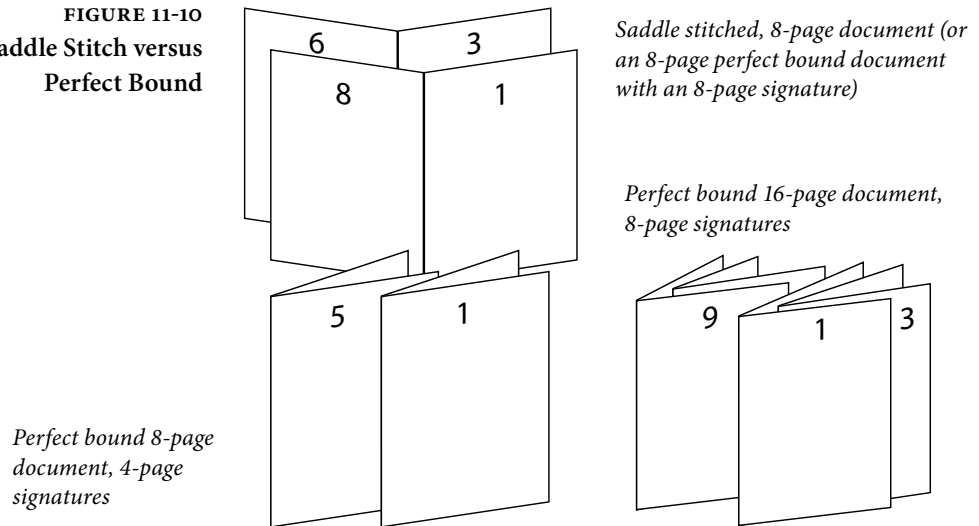 FIGURE 11-10
addle Stitch versus
Perfect Bound
6
3
8
1
Saddle stitched, 8-page document (or
an 8-page perfect bound document
with an 8-page signature)
Perfect bound 16-page document,
8-page signatures
5
1
9
1
3
Perfect bound 8-page
document, 4-page
signatures